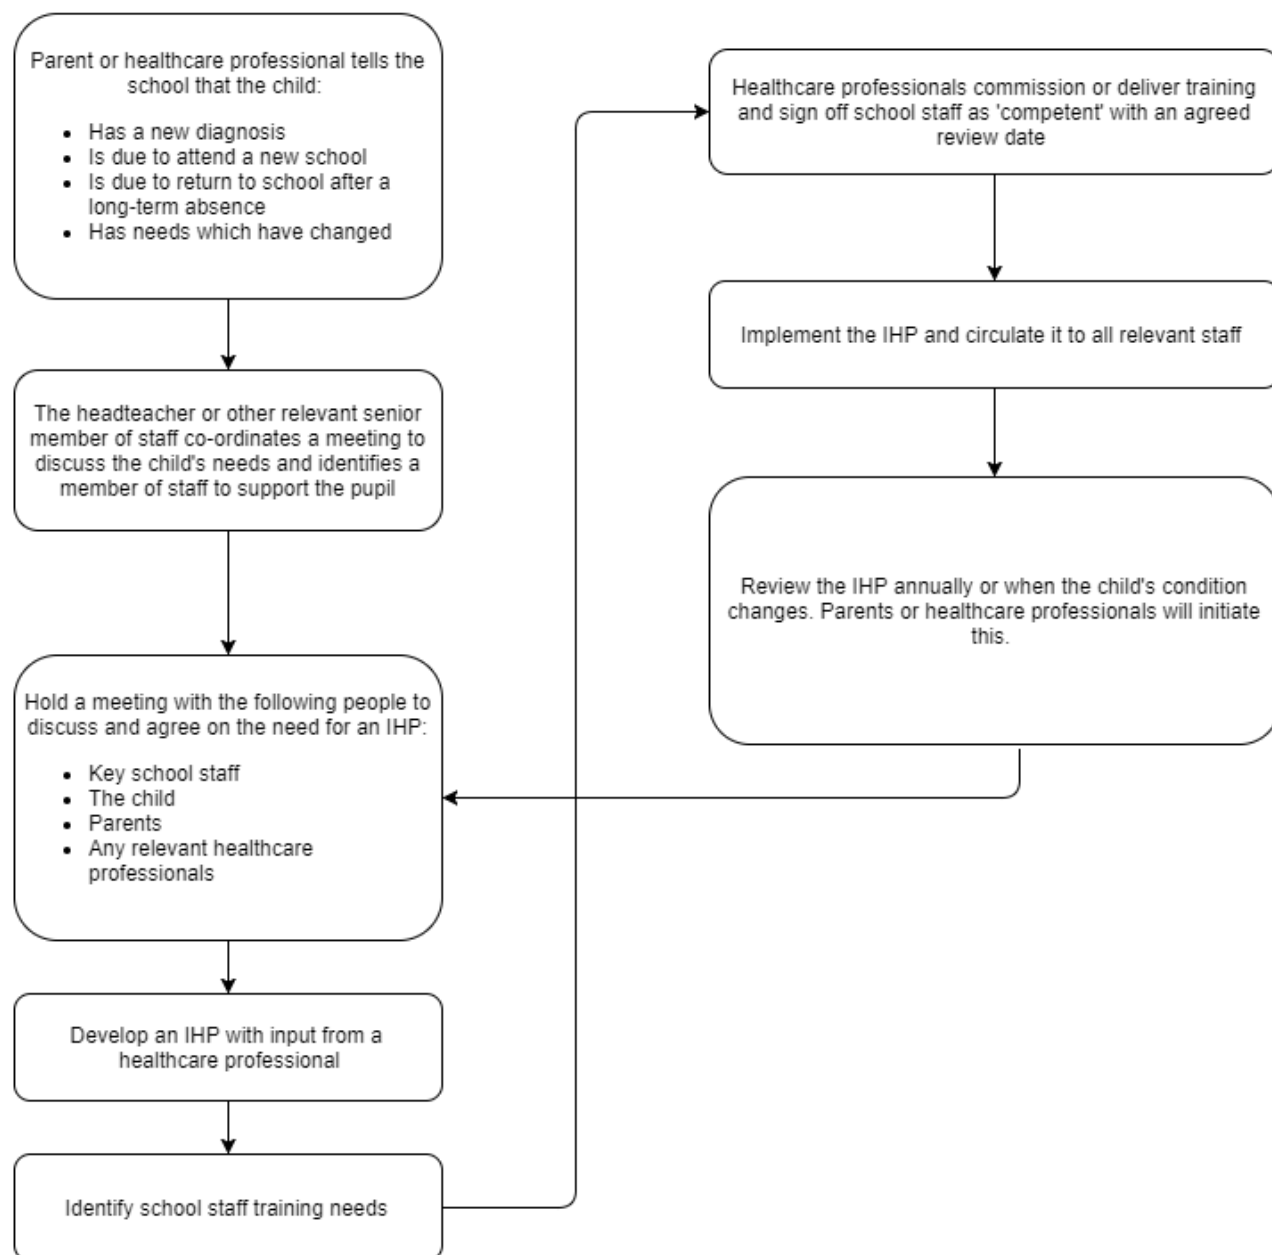 Parent or healthcare professional tells the
school that the child:
• Has a new diagnosis
• Is due to attend a new school
• Is due to return to school after a
long-term absence
• Has needs which have changed
The headteacher or other relevant senior
member of staff co-ordinates a meeting to
discuss the child's needs and identifies a
member of staff to support the pupil
Hold a meeting with the following people to
discuss and agree on the need for an IHP:
• Key school staff
• The child
• Parents
• Any relevant healthcare
professionals
Develop an IHP with input from a
healthcare professional
Identify school staff training needs
Healthcare professionals commission or deliver training
and sign off school staff as 'competent' with an agreed
review date
Implement the IHP and circulate it to all relevant staff
Review the IHP annually or when the child's condition
changes. Parents or healthcare professionals will initiate
this.